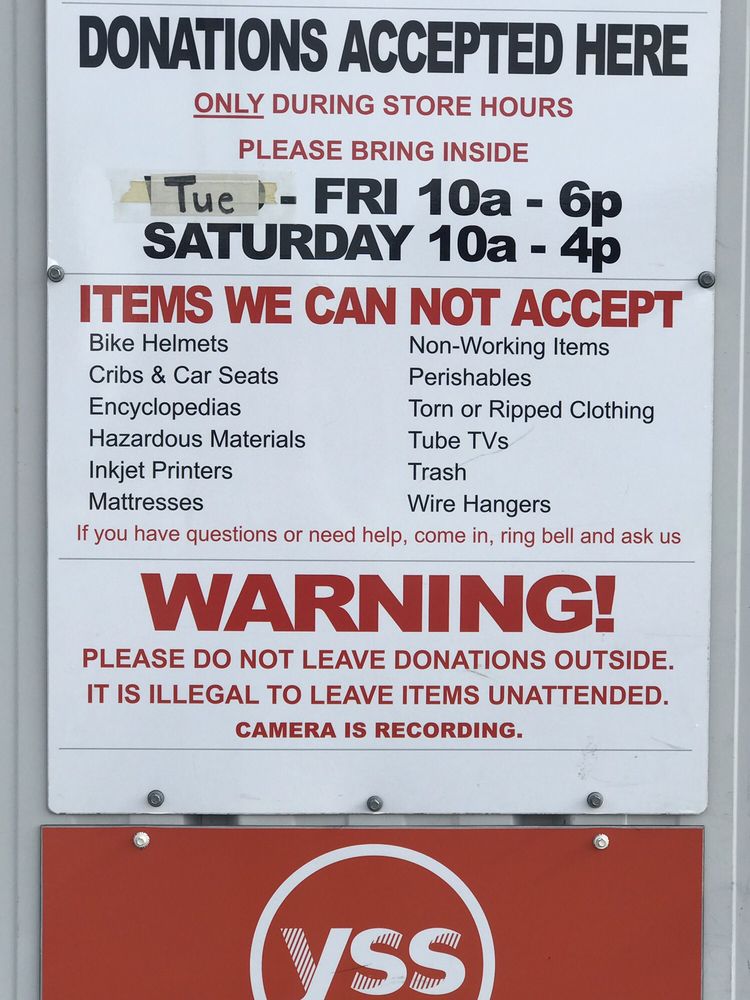 DONATIONS ACCEPTED HERE
ONLY DURING STORE HOURS
PLEASE BRING INSIDE
Tue - FRI 10a - 6p
SATURDAY 10a - 4p
ITEMS WE CAN NOT ACCEPT
Bike Helmets
Cribs & Car Seats
Encyclopedias
Hazardous Materials
Inkjet Printers
Mattresses
Non-Working Items
Perishables
Torn or Ripped Clothing
Tube TVs
Trash
Wire Hangers
If you have questions or need help, come in, ring bell and ask us
WARNING!
PLEASE DO NOT LEAVE DONATIONS OUTSIDE.
IT IS ILLEGAL TO LEAVE ITEMS UNATTENDED.
CAMERA IS RECORDING.
yss